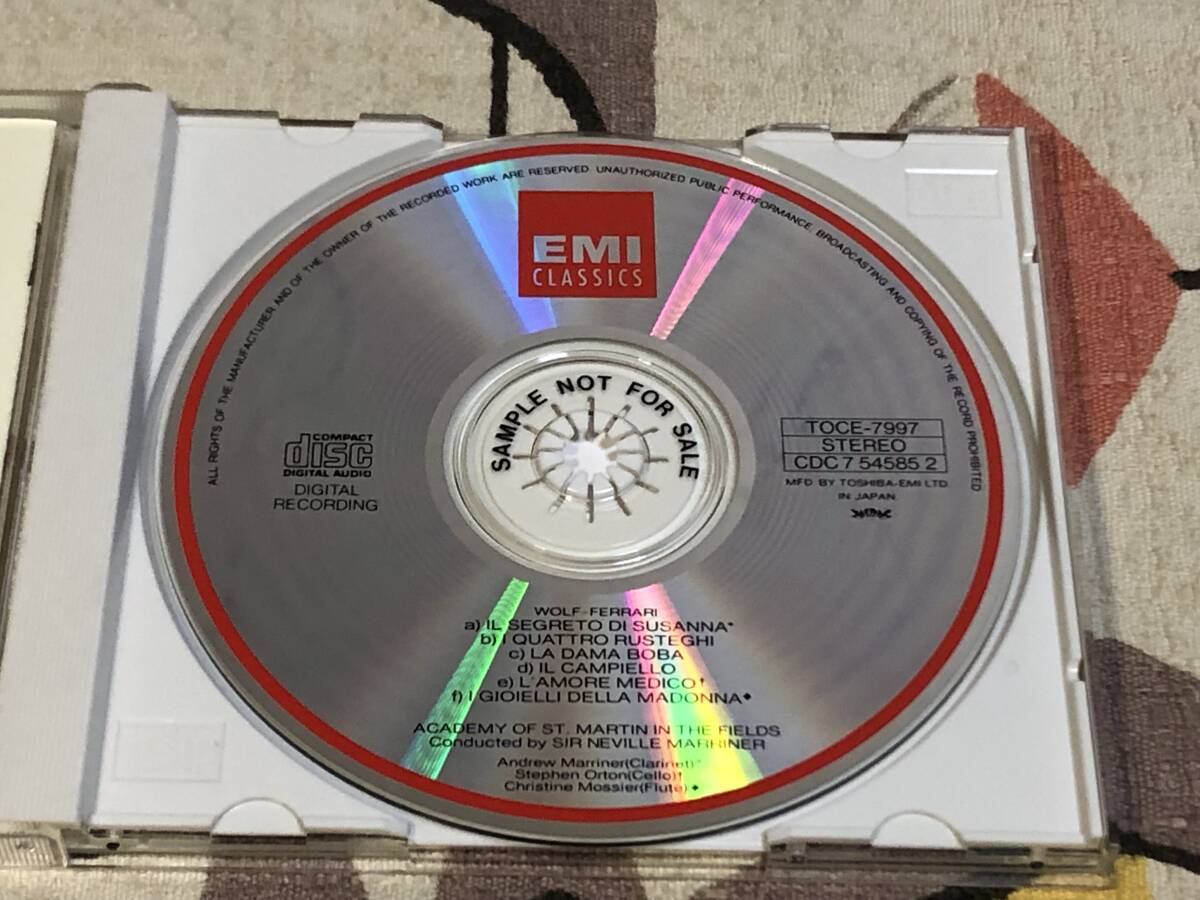 ALL RIGHTS OF THE MANUFACTURER AND OF THE OWNER OF THE RECORDED WORK ARE RESERVED. UNAUTHORIZED PUBLIC PERFORMANCE, BROADCASTING AND COPYING OF THE RECORD PROHIBITED
EMI
CLASSICS
SAMPLE NOT FOR SALE
COMPACT
disc
DIGITAL AUDIO
DIGITAL
RECORDING
TOCE-7997
STEREO
CDC 7 54585 2
MFD. BY TOSHIBA-EMI LTD.
IN JAPAN.
WOLF-FERRARI
a) IL SEGRETO DI SUSANNA*
b) I QUATTRO RUSTEGHI
c) LA DAMA BOBA
d) IL CAMPIELLO
e) L'AMORE MEDICO†
f) I GIOIELLI DELLA MADONNA◆
ACADEMY OF ST. MARTIN IN THE FIELDS
Conducted by SIR NEVILLE MARRINER
Andrew Marriner(Clarinet)*
Stephen Orton(Cello)†
Christine Mossier(Flute)◆